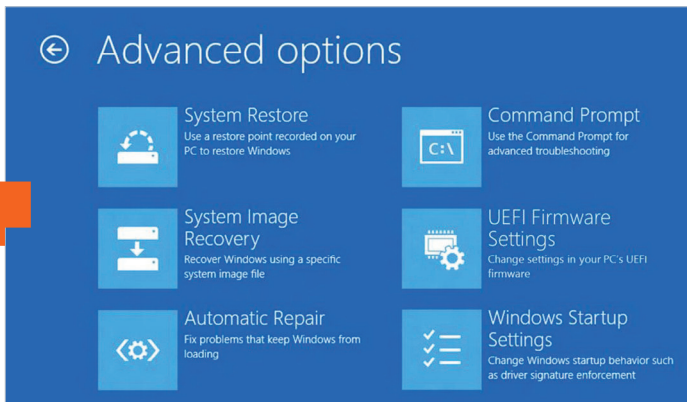 Advanced options
System Restore
Use a restore point recorded on your
PC to restore Windows
Command Prompt
Use the Command Prompt for
advanced troubleshooting
C:\
System Image
Recovery
Recover Windows using a specific
system image file
UEFI Firmware
Settings
Change settings in your PC's UEFI
firmware
Automatic Repair
Fix problems that keep Windows from
loading
Windows Startup
Settings
Change Windows startup behavior such
as driver signature enforcement